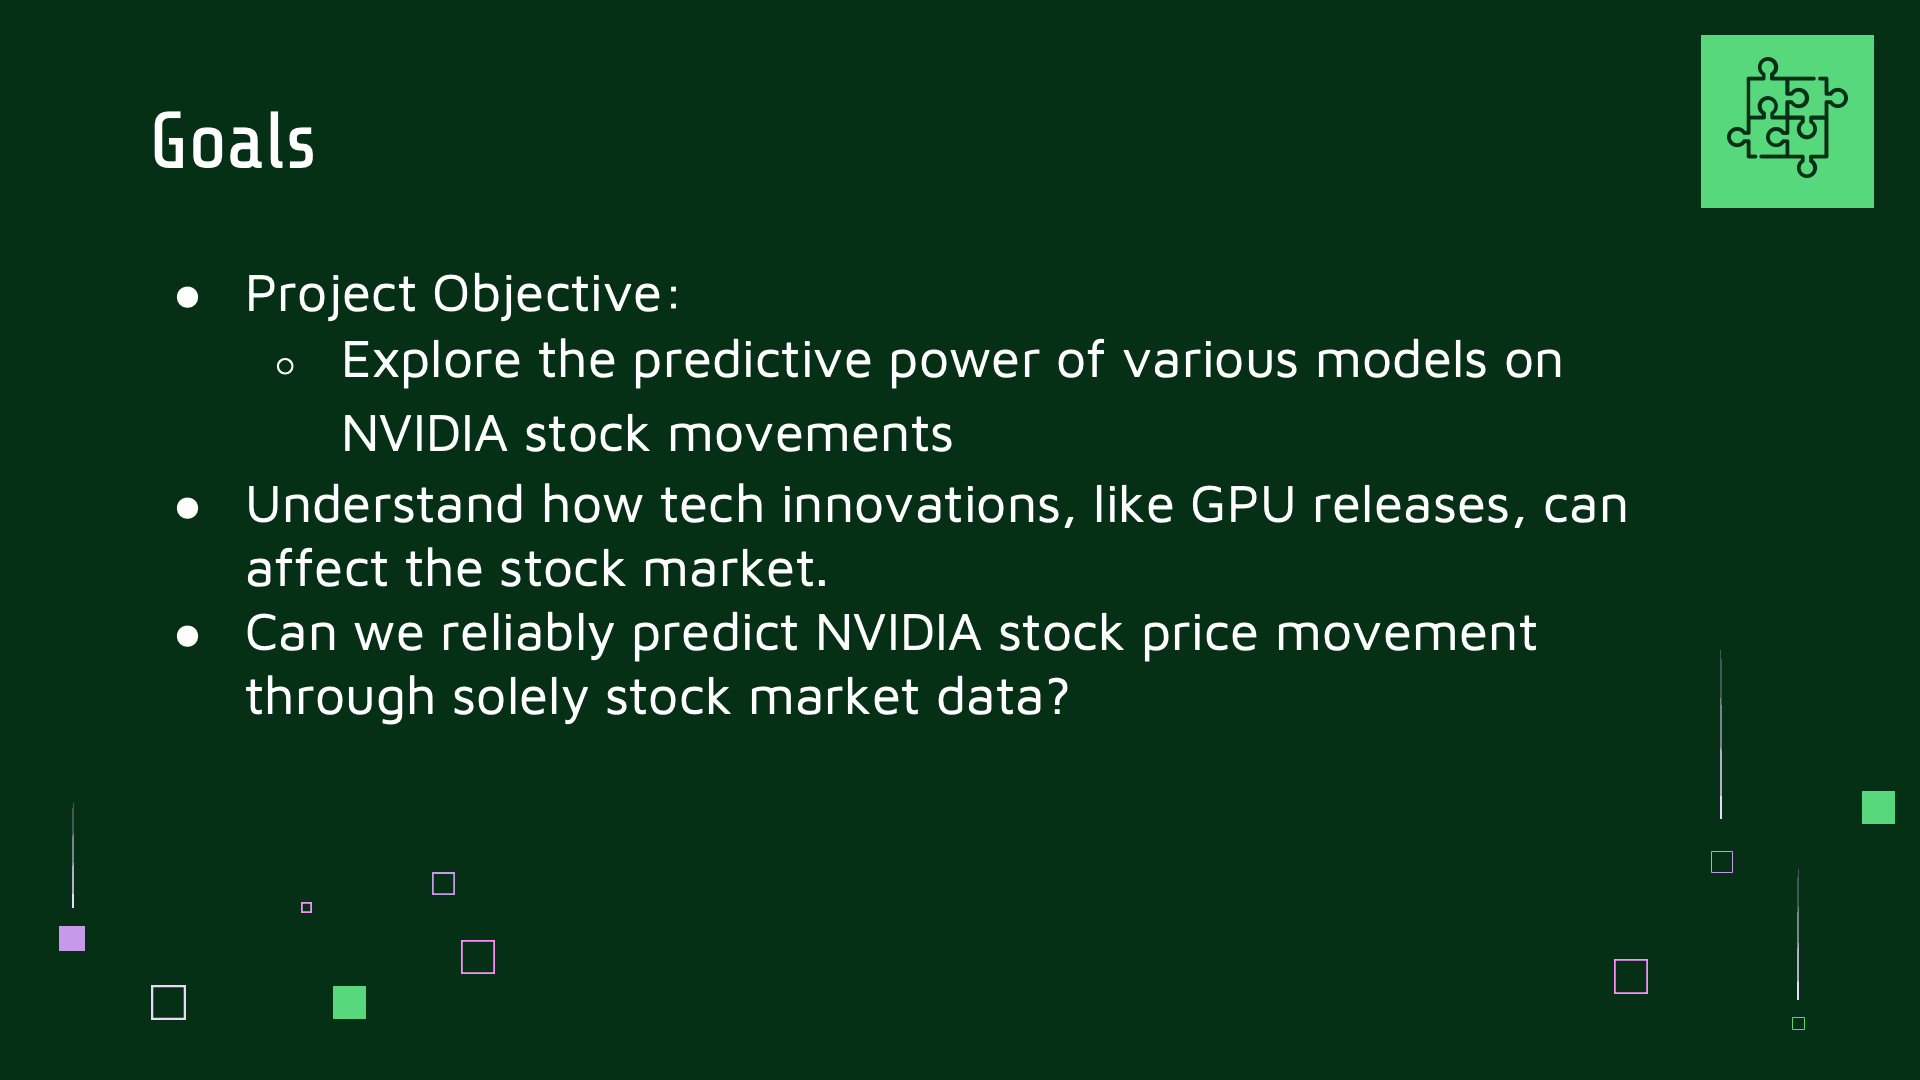 Goals
● Project Objective:
○ Explore the predictive power of various models on
NVIDIA stock movements
● Understand how tech innovations, like GPU releases, can
affect the stock market.
● Can we reliably predict NVIDIA stock price movement
through solely stock market data?